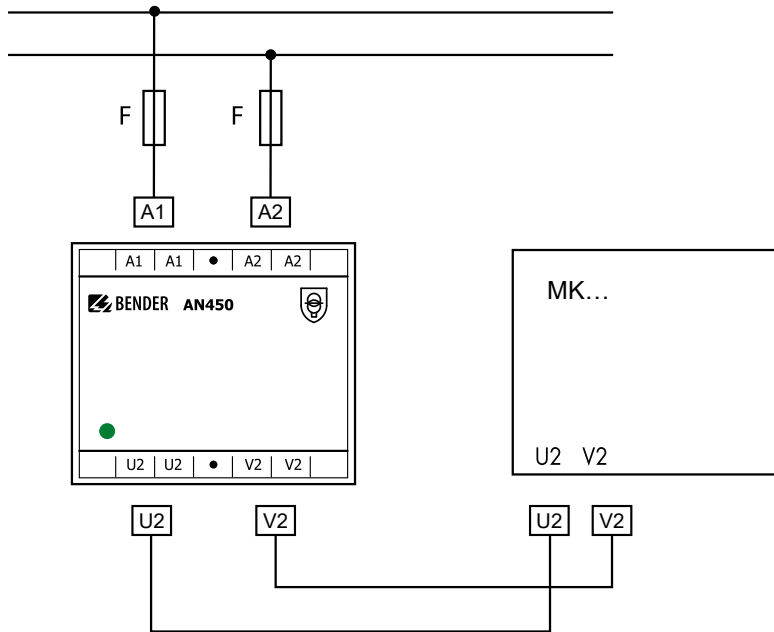 F F
A1 A2
A1 A1 A2 A2
BENDER AN450
MK...
U2 U2 V2 V2
U2 V2
U2 V2 U2 V2